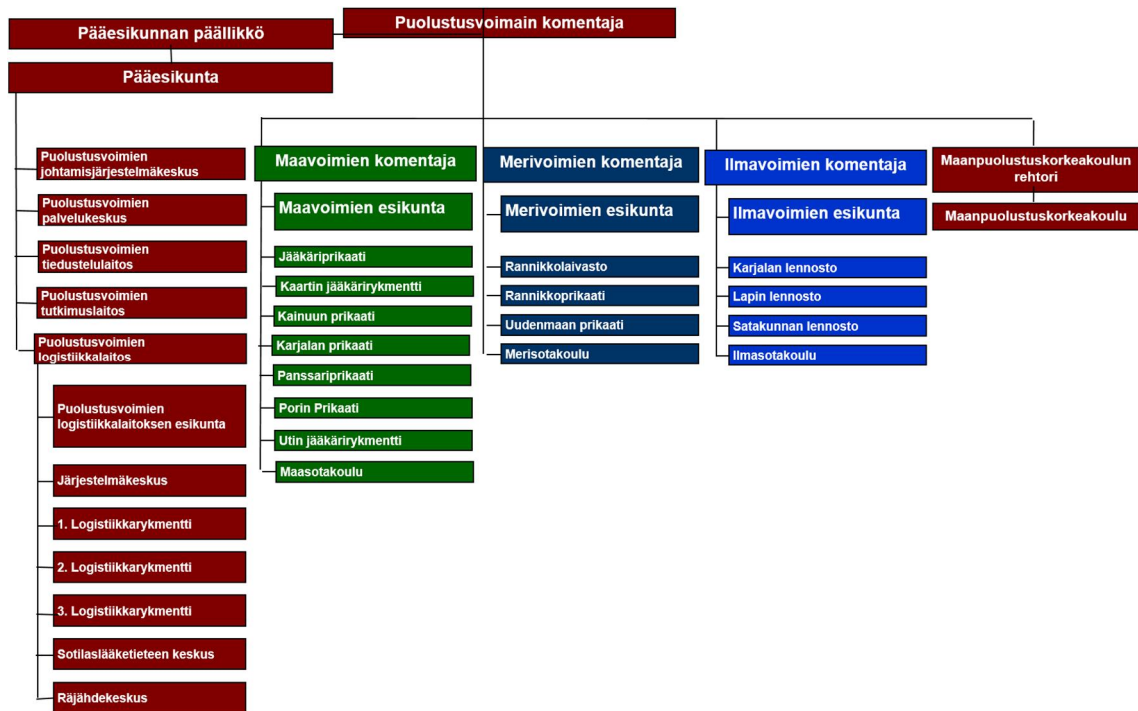 Puolustusvoimain komentaja
Pääesikunnan päällikkö
Pääesikunta
Puolustusvoimien
johtamisjärjestelmäkeskus
Puolustusvoimien
palvelukeskus
Puolustusvoimien
tiedustelulaitos
Puolustusvoimien
tutkimuslaitos
Puolustusvoimien
logistiikkalaitos
Puolustusvoimien
logistiikkalaitoksen esikunta
Järjestelmäkeskus
1. Logistiikkarykmentti
2. Logistiikkarykmentti
3. Logistiikkarykmentti
Sotilaslääketieteen keskus
Räjähdekeskus
Maavoimien komentaja
Maavoimien esikunta
Jääkäriprikaati
Kaartin jääkärirykmentti
Kainuun prikaati
Karjalan prikaati
Panssariprikaati
Porin Prikaati
Utin jääkärirykmentti
Maasotakoulu
Merivoimien komentaja
Merivoimien esikunta
Rannikkolaivasto
Rannikkoprikaati
Uudenmaan prikaati
Merisotakoulu
Ilmavoimien komentaja
Ilmavoimien esikunta
Karjalan lennosto
Lapin lennosto
Satakunnan lennosto
Ilmasotakoulu
Maanpuolustuskorkeakoulun
rehtori
Maanpuolustuskorkeakoulu